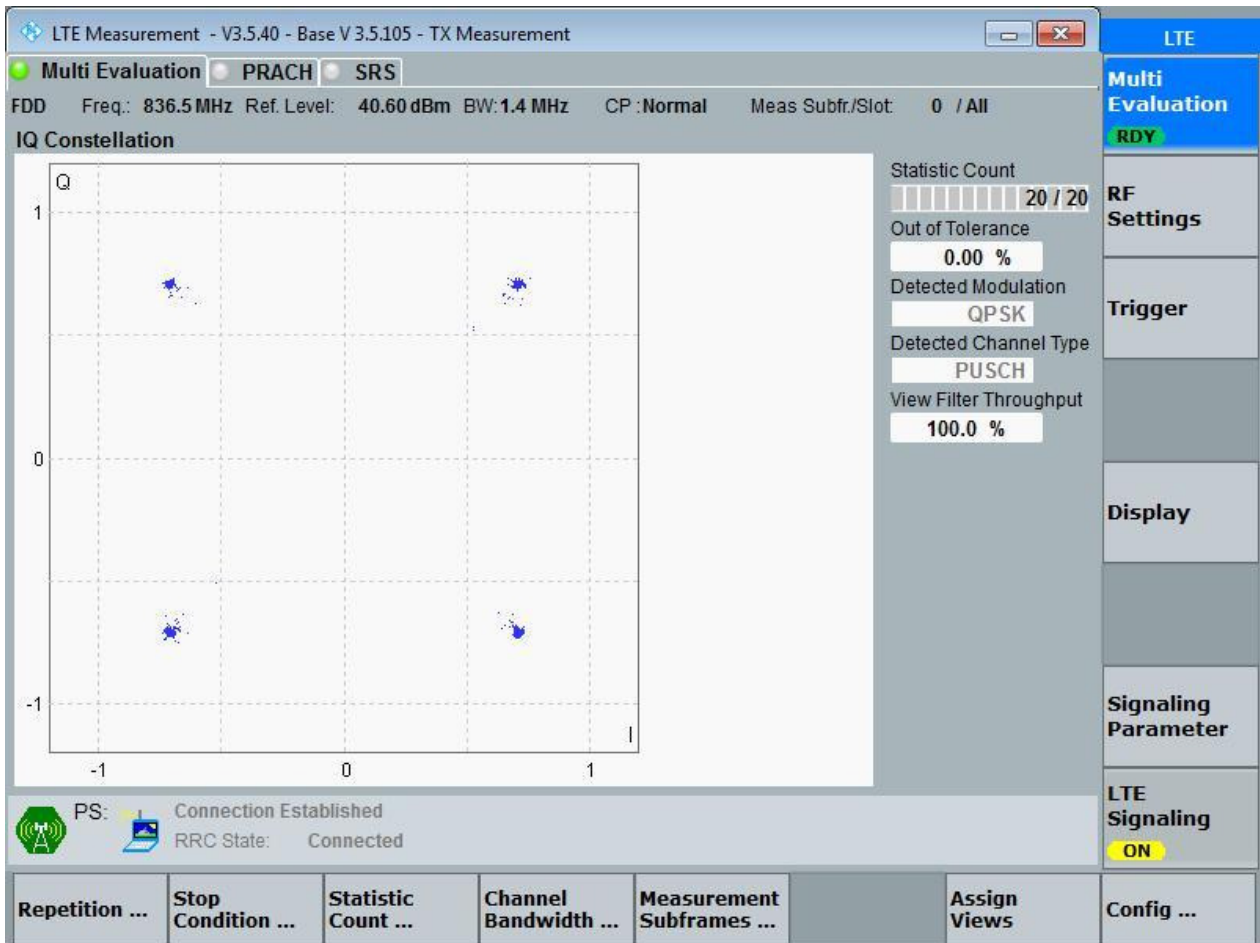 LTE Measurement - V3.5.40 - Base V 3.5.105 - TX Measurement
LTE
Multi Evaluation PRACH SRS
Multi
Evaluation
RDY
FDD Freq.: 836.5 MHz Ref. Level: 40.60 dBm BW: 1.4 MHz CP : Normal Meas Subfr./Slot: 0 / All
IQ Constellation
Q
1
0
-1
I
-1 0 1
Statistic Count
20 / 20
Out of Tolerance
0.00 %
Detected Modulation
QPSK
Detected Channel Type
PUSCH
View Filter Throughput
100.0 %
RF
Settings
Trigger
Display
Signaling
Parameter
LTE
Signaling
ON
PS: Connection Established
RRC State: Connected
Repetition ...
Stop
Condition ...
Statistic
Count ...
Channel
Bandwidth ...
Measurement
Subframes ...
Assign
Views
Config ...